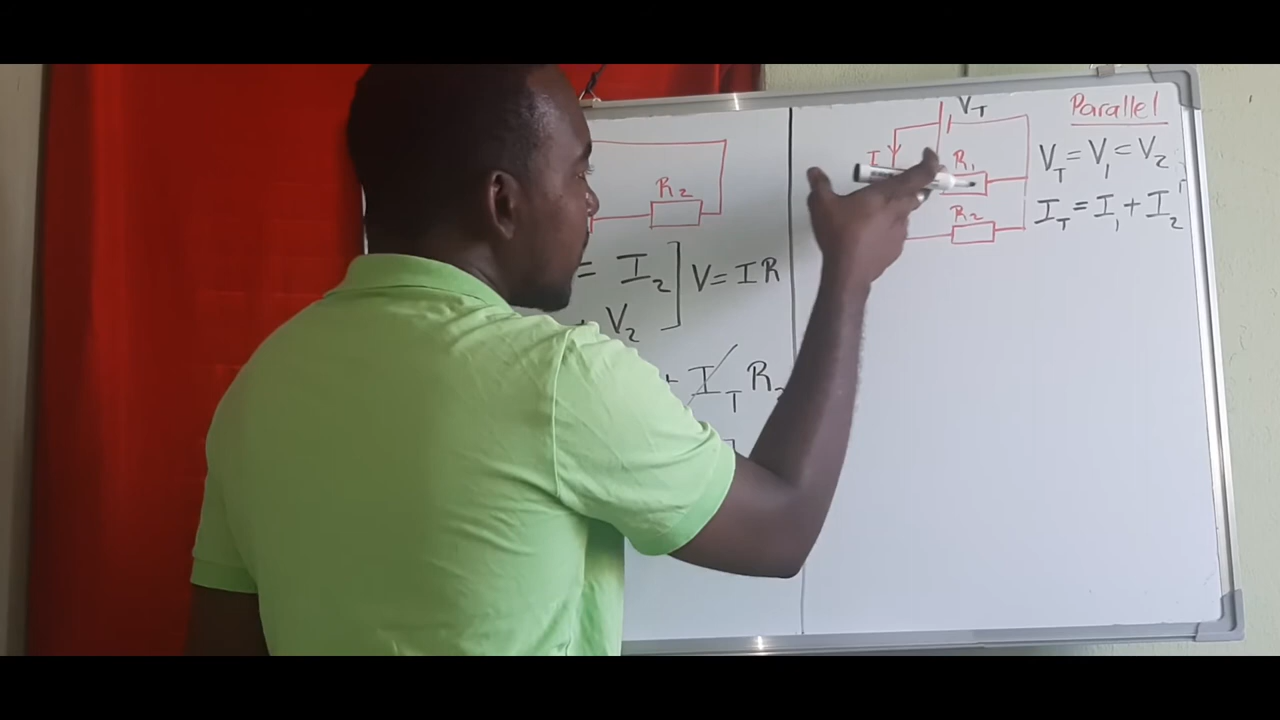 R₂
= I₂
V = IR
V₂
+ I_T R₂
V_T
Parallel
I
R₁
V_T = V₁ = V₂
R₂
I_T = I₁ + I₂